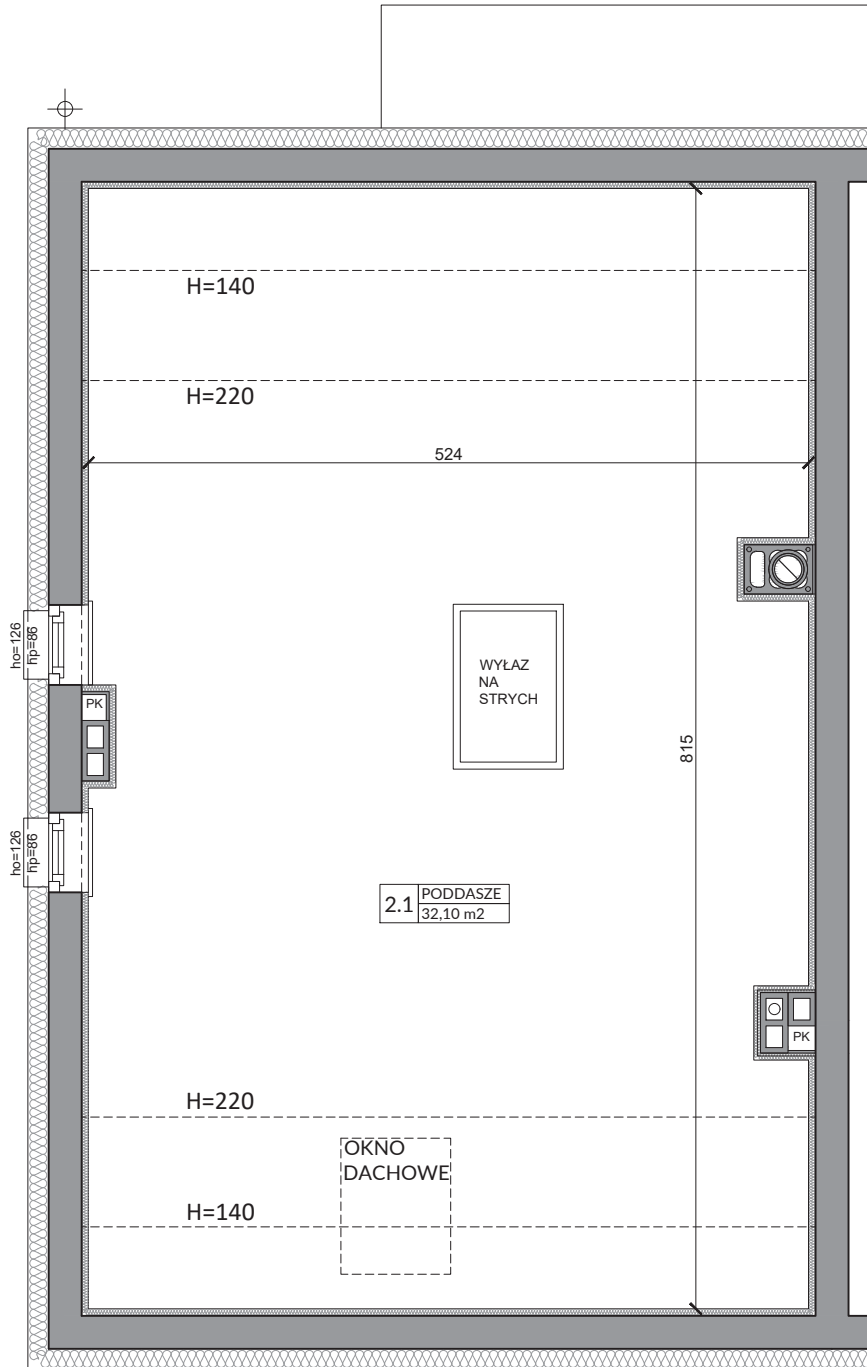 H=140
H=220
524
ho=126
hp=86
WYŁAZ
NA
STRYCH
PK
815
ho=126
hp=86
2.1
PODDASZE
32,10 m2
PK
H=220
OKNO
DACHOWE
H=140